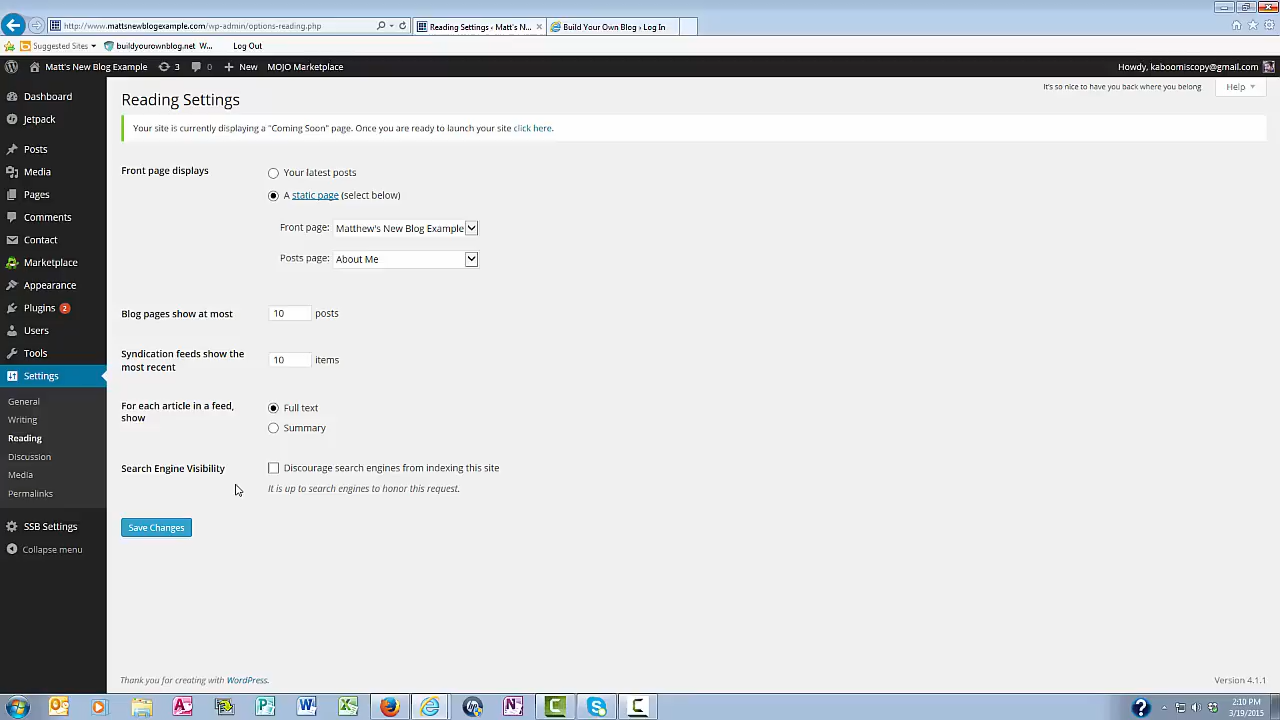 http://www.mattsnewblogexample.com/wp-admin/options-reading.php
Reading Settings ‹ Matt's N...
Build Your Own Blog › Log In
Suggested Sites
buildyourownblog.net W...
Log Out
Matt's New Blog Example
3
0
New
MOJO Marketplace
Howdy, kaboomiscopy@gmail.com
Dashboard
Jetpack
Posts
Media
Pages
Comments
Contact
Marketplace
Appearance
Plugins 2
Users
Tools
Settings
General
Writing
Reading
Discussion
Media
Permalinks
SSB Settings
Collapse menu
It's so nice to have you back where you belong
Help
Reading Settings
Your site is currently displaying a "Coming Soon" page. Once you are ready to launch your site click here.
Front page displays
Your latest posts
A static page (select below)
Front page: Matthew's New Blog Example
Posts page: About Me
Blog pages show at most 10 posts
Syndication feeds show the
most recent
10 items
For each article in a feed,
show
Full text
Summary
Search Engine Visibility
Discourage search engines from indexing this site
It is up to search engines to honor this request.
Save Changes
Thank you for creating with WordPress.
Version 4.1.1
2:10 PM
3/19/2015